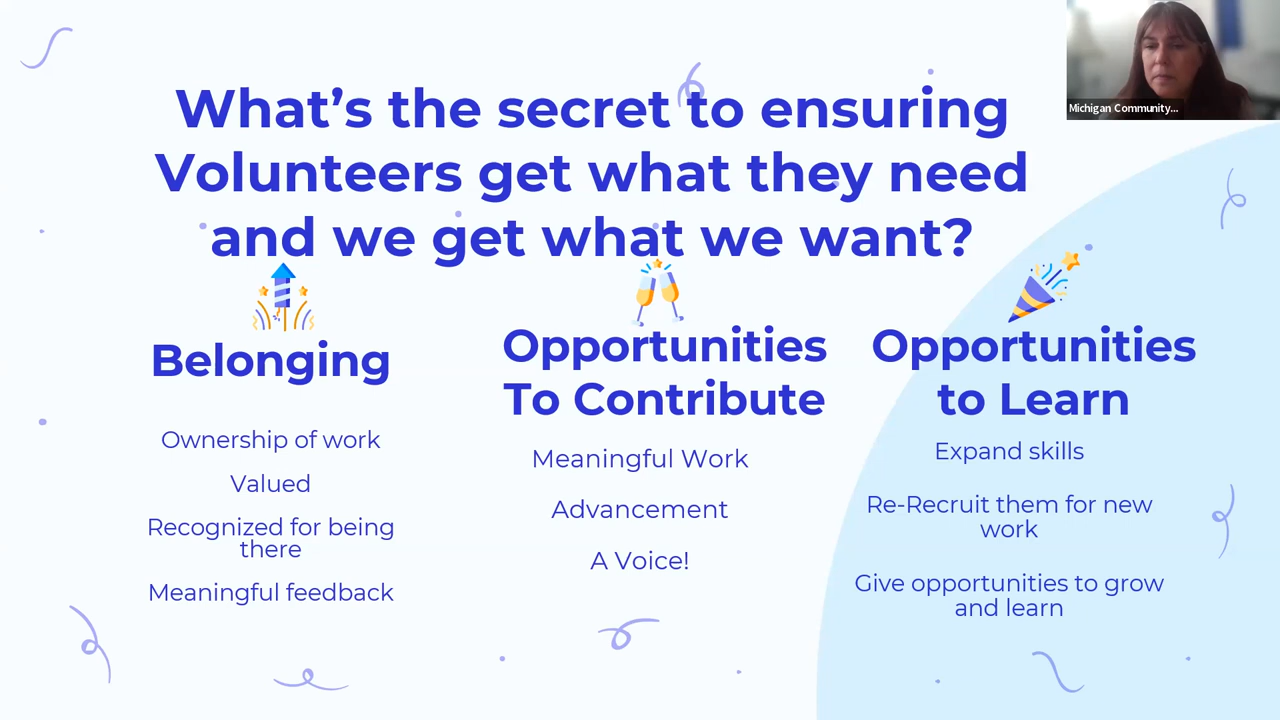 What's the secret to ensuring
Volunteers get what they need
and we get what we want?
Michigan Community...
Belonging
Ownership of work
Valued
Recognized for being
there
Meaningful feedback
Opportunities
To Contribute
Meaningful Work
Advancement
A Voice!
Opportunities
to Learn
Expand skills
Re-Recruit them for new
work
Give opportunities to grow
and learn